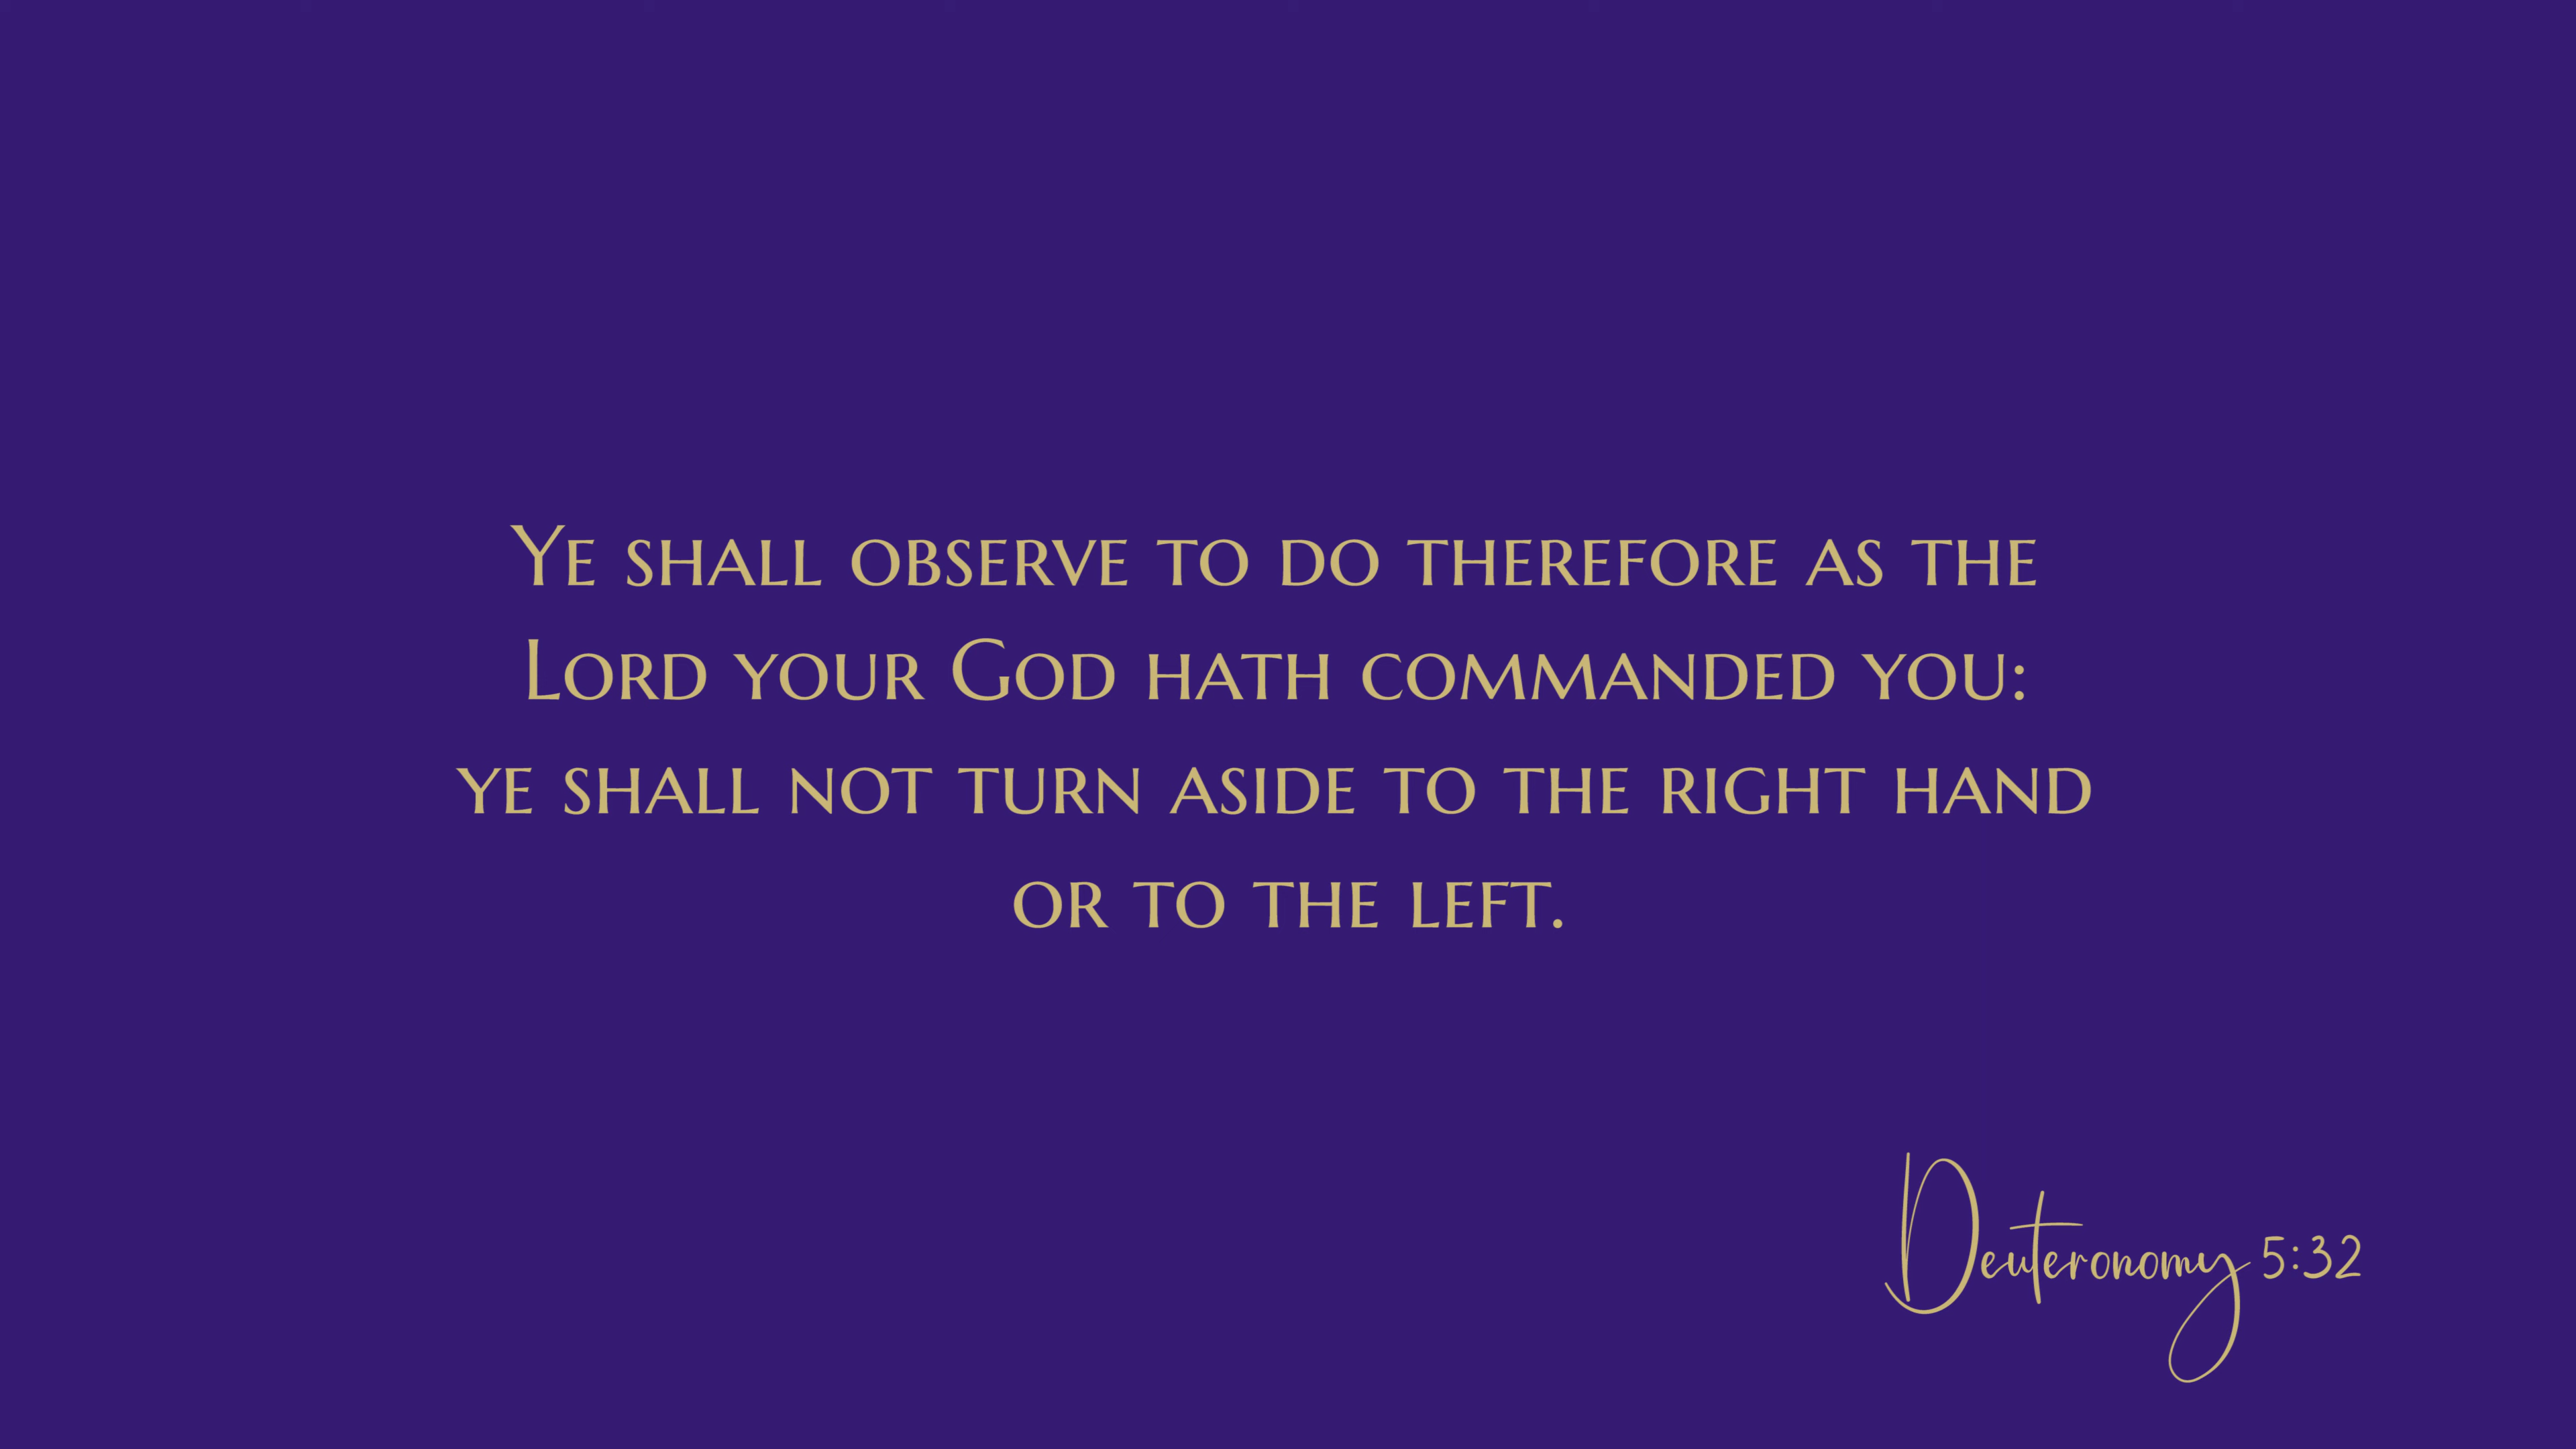 Ye shall observe to do therefore as the
Lord your God hath commanded you:
ye shall not turn aside to the right hand
or to the left.
Deuteronomy 5:32